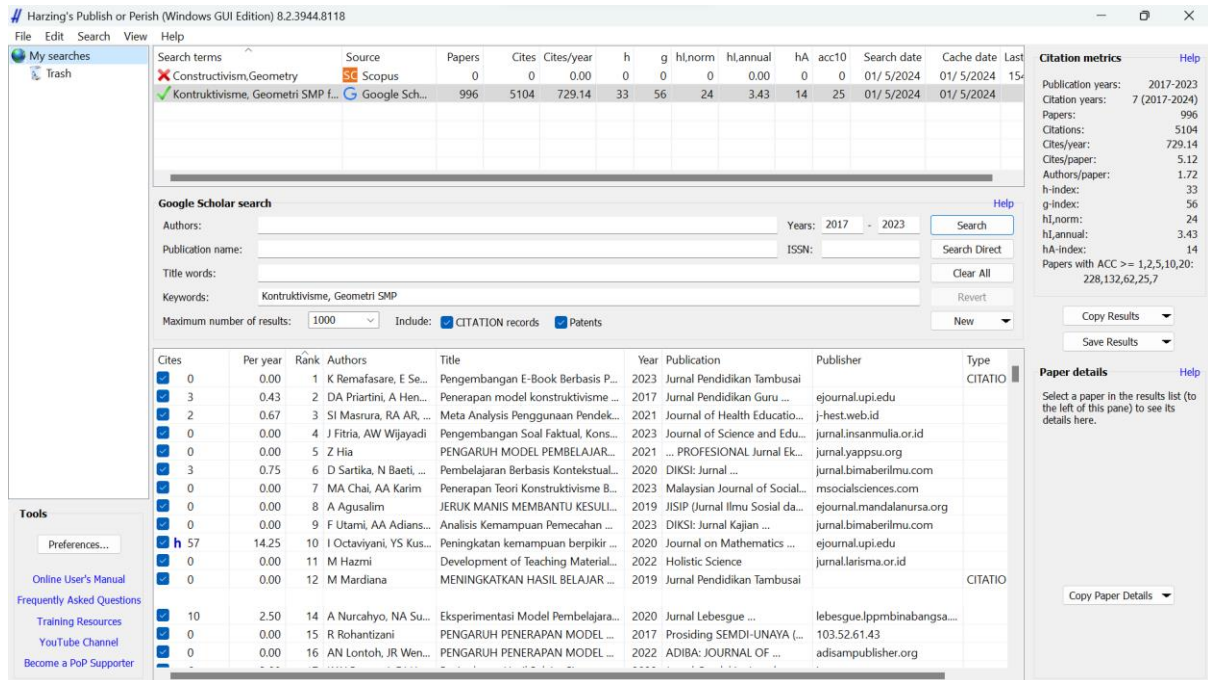 Harzing's Publish or Perish (Windows GUI Edition) 8.2.3944.8118
File Edit Search View Help
My searches
Trash
Search terms Source Papers Cites Cites/year h g hI,norm hI,annual hA acc10 Search date Cache date Last
Constructivism,Geometry SC Scopus 0 0 0.00 0 0 0 0.00 0 0 01/ 5/2024 01/ 5/2024 154
Kontruktivisme, Geometri SMP f... G Google Sch... 996 5104 729.14 33 56 24 3.43 14 25 01/ 5/2024 01/ 5/2024
Google Scholar search Help
Authors: Years: 2017 - 2023 Search
Publication name: ISSN: Search Direct
Title words: Clear All
Keywords: Kontruktivisme, Geometri SMP Revert
Maximum number of results: 1000 Include: CITATION records Patents New
Cites Per year Rank Authors Title Year Publication Publisher Type
0 0.00 1 K Remafasare, E Se... Pengembangan E-Book Berbasis P... 2023 Jurnal Pendidikan Tambusai CITATIO
3 0.43 2 DA Priartini, A Hen... Penerapan model konstruktivisme ... 2017 Jurnal Pendidikan Guru ... ejournal.upi.edu
2 0.67 3 SI Masrura, RA AR, ... Meta Analysis Penggunaan Pendek... 2021 Journal of Health Educatio... j-hest.web.id
0 0.00 4 J Fitria, AW Wijayadi Pengembangan Soal Faktual, Kons... 2023 Journal of Science and Edu... jurnal.insanmulia.or.id
0 0.00 5 Z Hia PENGARUH MODEL PEMBELAJAR... 2021 ... PROFESIONAL Jurnal Ek... jurnal.yappsu.org
3 0.75 6 D Sartika, N Baeti, ... Pembelajaran Berbasis Kontekstual... 2020 DIKSI: Jurnal ... jurnal.bimaberilmu.com
0 0.00 7 MA Chai, AA Karim Penerapan Teori Konstruktivisme B... 2023 Malaysian Journal of Social... msocialsciences.com
0 0.00 8 A Agusalim JERUK MANIS MEMBANTU KESULI... 2019 JISIP (Jurnal Ilmu Sosial da... ejournal.mandalanursa.org
0 0.00 9 F Utami, AA Adians... Analisis Kemampuan Pemecahan ... 2023 DIKSI: Jurnal Kajian ... jurnal.bimaberilmu.com
h 57 14.25 10 I Octaviyani, YS Kus... Peningkatan kemampuan berpikir ... 2020 Journal on Mathematics ... ejournal.upi.edu
0 0.00 11 M Hazmi Development of Teaching Material... 2022 Holistic Science jurnal.larisma.or.id
0 0.00 12 M Mardiana MENINGKATKAN HASIL BELAJAR ... 2019 Jurnal Pendidikan Tambusai CITATIO
10 2.50 14 A Nurcahyo, NA Su... Eksperimentasi Model Pembelajara... 2020 Jurnal Lebesgue ... lebesgue.lppmbinabangsa....
0 0.00 15 R Rohantizani PENGARUH PENERAPAN MODEL ... 2017 Prosiding SEMDI-UNAYA (... 103.52.61.43
0 0.00 16 AN Lontoh, JR Wen... PENGARUH PENERAPAN MODEL ... 2022 ADIBA: JOURNAL OF ... adisampublisher.org
Tools
Preferences...
Online User's Manual
Frequently Asked Questions
Training Resources
YouTube Channel
Become a PoP Supporter
Citation metrics Help
Publication years: 2017-2023
Citation years: 7 (2017-2024)
Papers: 996
Citations: 5104
Cites/year: 729.14
Cites/paper: 5.12
Authors/paper: 1.72
h-index: 33
g-index: 56
hI,norm: 24
hI,annual: 3.43
hA-index: 14
Papers with ACC >= 1,2,5,10,20:
228,132,62,25,7
Copy Results
Save Results
Paper details Help
Select a paper in the results list (to
the left of this pane) to see its
details here.
Copy Paper Details